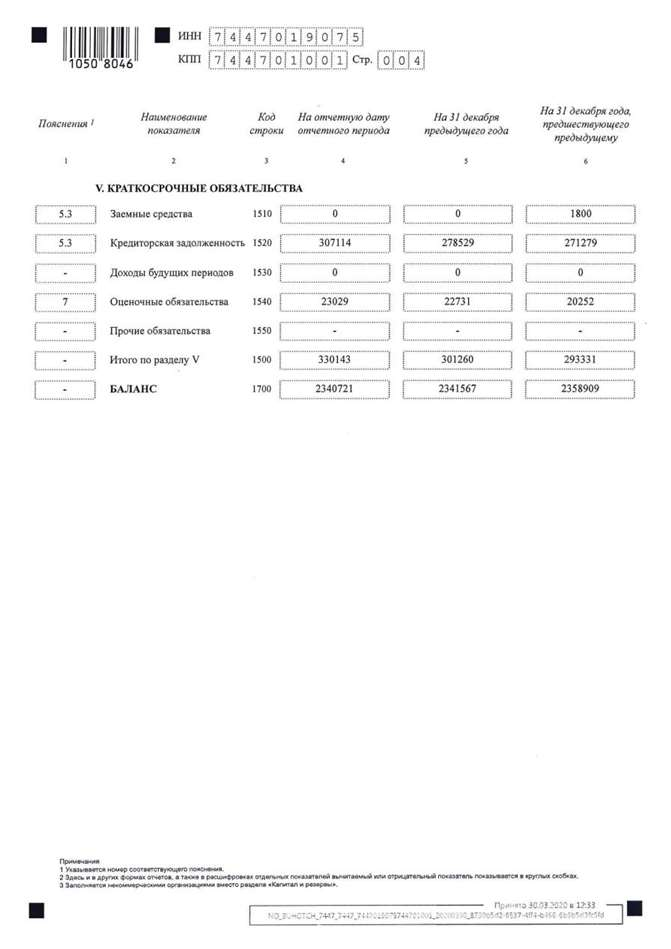 1050 8046
ИНН 7447019075
КПП 744701001 Стр. 004
Пояснения 1 Наименование показателя Код строки На отчетную дату отчетного периода На 31 декабря предыдущего года На 31 декабря года, предшествующего предыдущему
1 2 3 4 5 6
V. КРАТКОСРОЧНЫЕ ОБЯЗАТЕЛЬСТВА
5.3 Заемные средства 1510 0 0 1800
5.3 Кредиторская задолженность 1520 307114 278529 271279
- Доходы будущих периодов 1530 0 0 0
7 Оценочные обязательства 1540 23029 22731 20252
- Прочие обязательства 1550 - - -
- Итого по разделу V 1500 330143 301260 293331
- БАЛАНС 1700 2340721 2341567 2358909
Примечания
1 Указывается номер соответствующего пояснения.
2 Здесь и в других формах отчетов, а также в расшифровках отдельных показателей вычитаемый или отрицательный показатель показывается в круглых скобках.
3 Заполняется некоммерческими организациями вместо раздела «Капитал и резервы».
Принято 30.03.2020 в 12:33